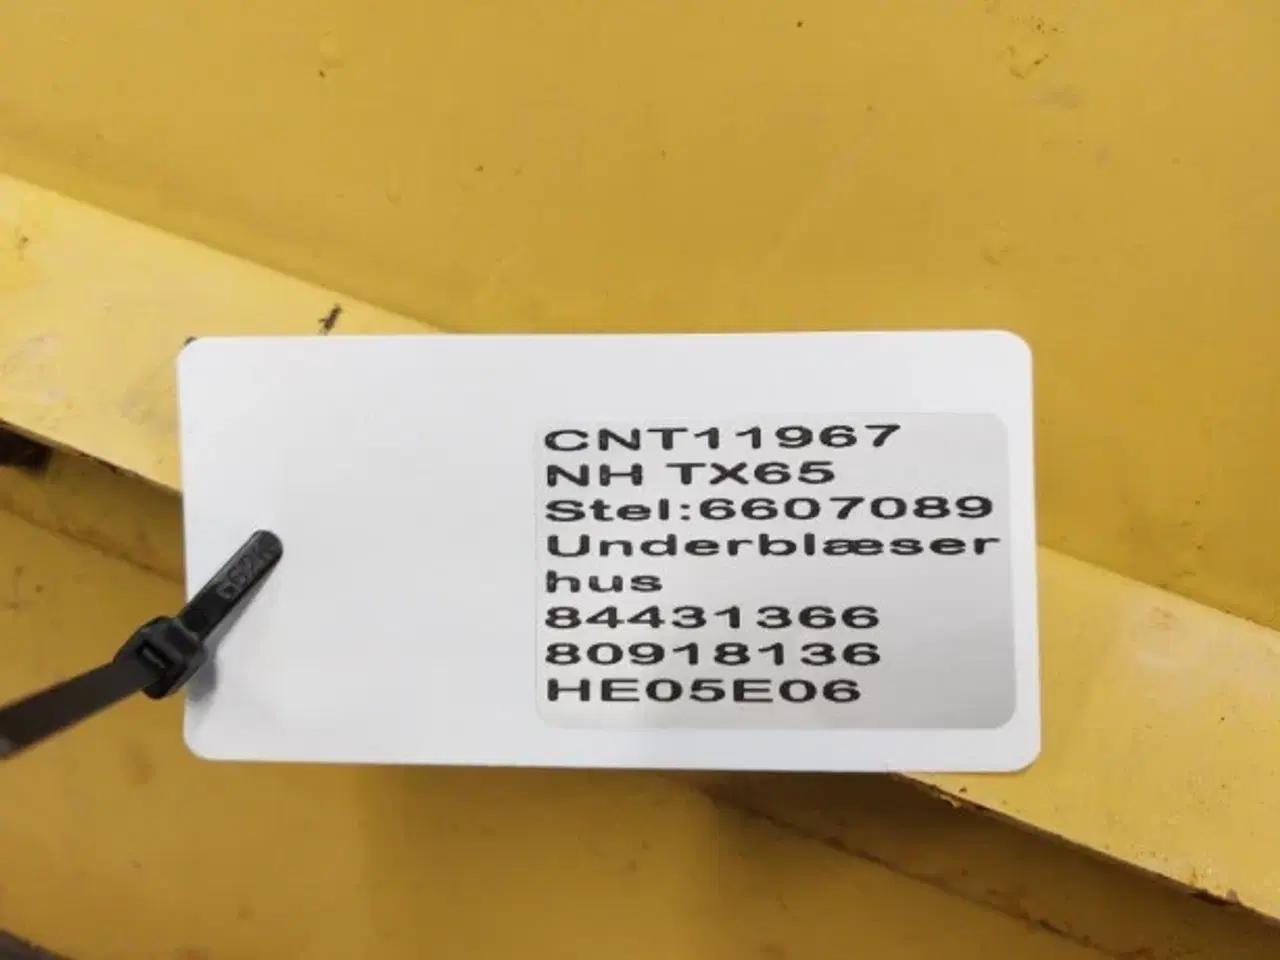 CNT11967
NH TX65
Stel:6607089
Underblæser
hus
84431366
80918136
HE05E06